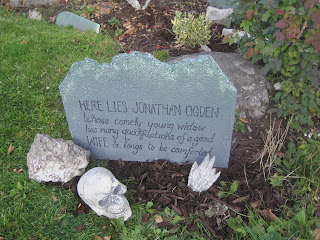 HERE LIES JONATHAN OGDEN
Whose comely young widow
has many qualifications of a good
WIFE & longs to be comforted